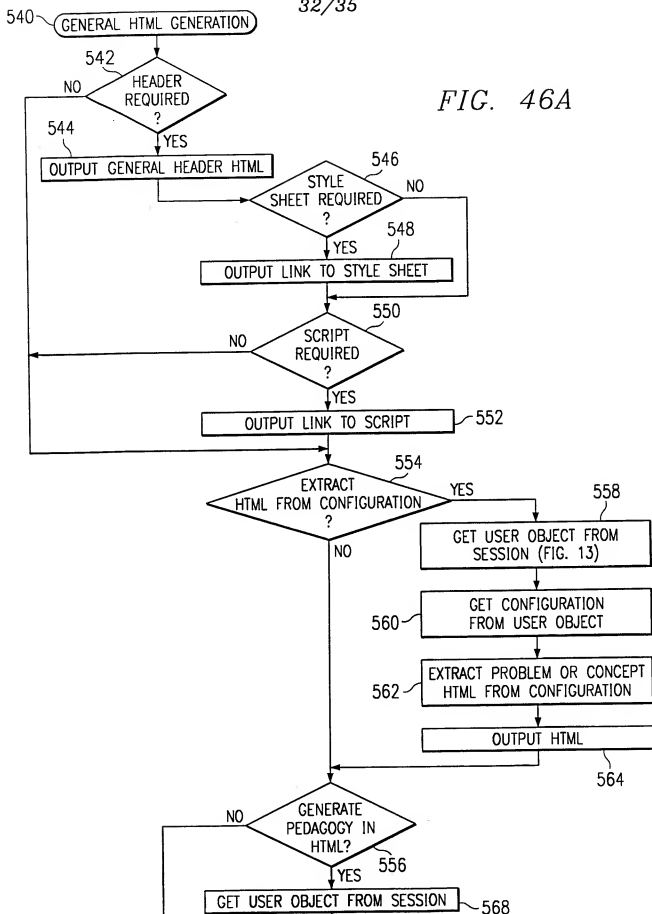 32/35
540
GENERAL HTML GENERATION
542
NO
HEADER
REQUIRED
?
FIG. 46A
544
YES
OUTPUT GENERAL HEADER HTML
546
STYLE
SHEET REQUIRED
?
NO
YES
548
OUTPUT LINK TO STYLE SHEET
550
NO
SCRIPT
REQUIRED
?
YES
OUTPUT LINK TO SCRIPT
552
554
EXTRACT
HTML FROM CONFIGURATION
?
YES
NO
558
GET USER OBJECT FROM
SESSION (FIG. 13)
560
GET CONFIGURATION
FROM USER OBJECT
562
EXTRACT PROBLEM OR CONCEPT
HTML FROM CONFIGURATION
OUTPUT HTML
564
NO
GENERATE
PEDAGOGY IN
HTML?
556
YES
GET USER OBJECT FROM SESSION
568